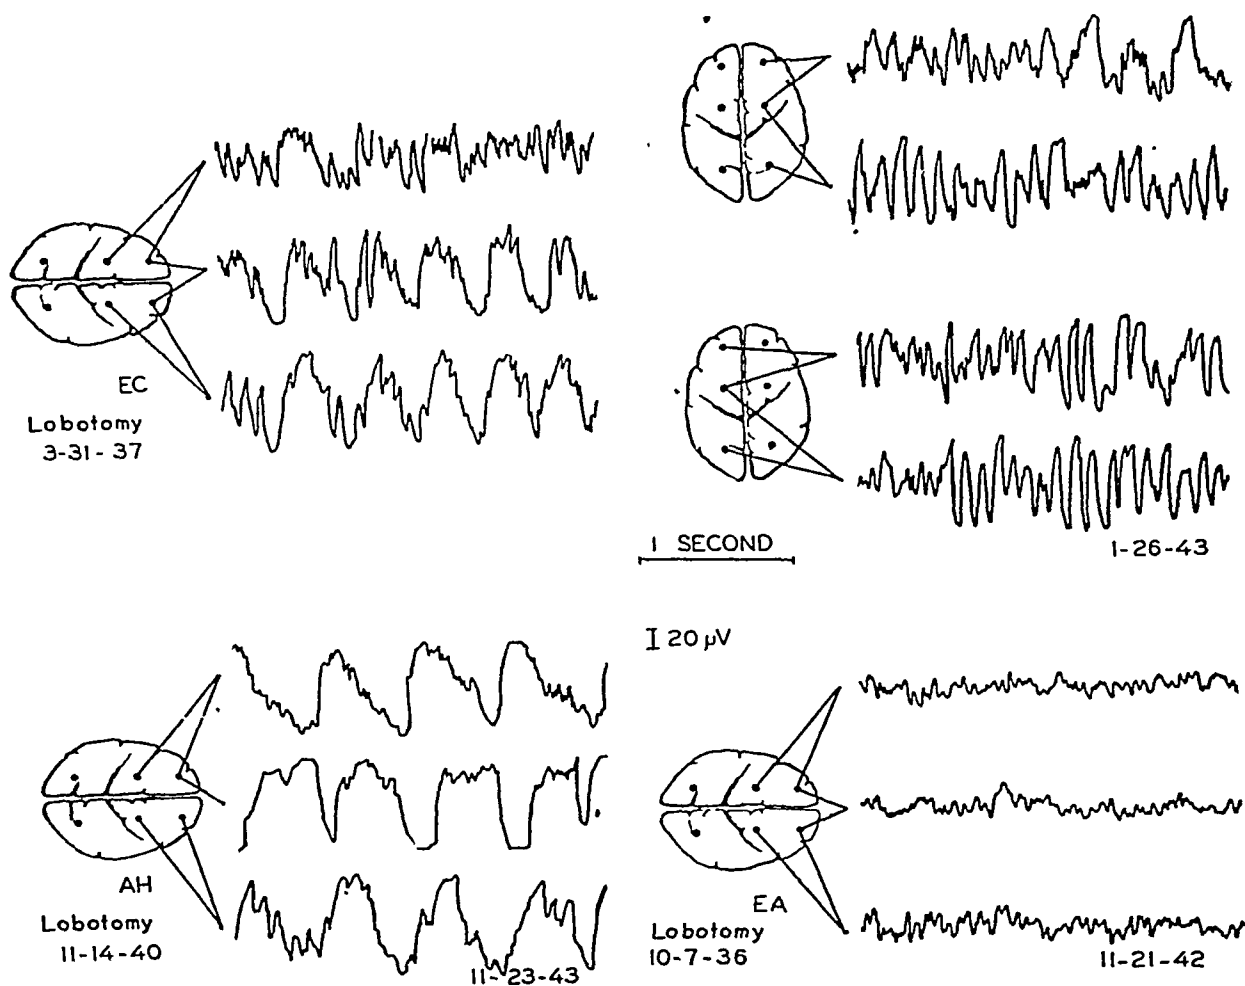 EC
Lobotomy
3-31-37
1 SECOND
1-26-43
20 µV
AH
Lobotomy
11-14-40
11-23-43
EA
Lobotomy
10-7-36
11-21-42